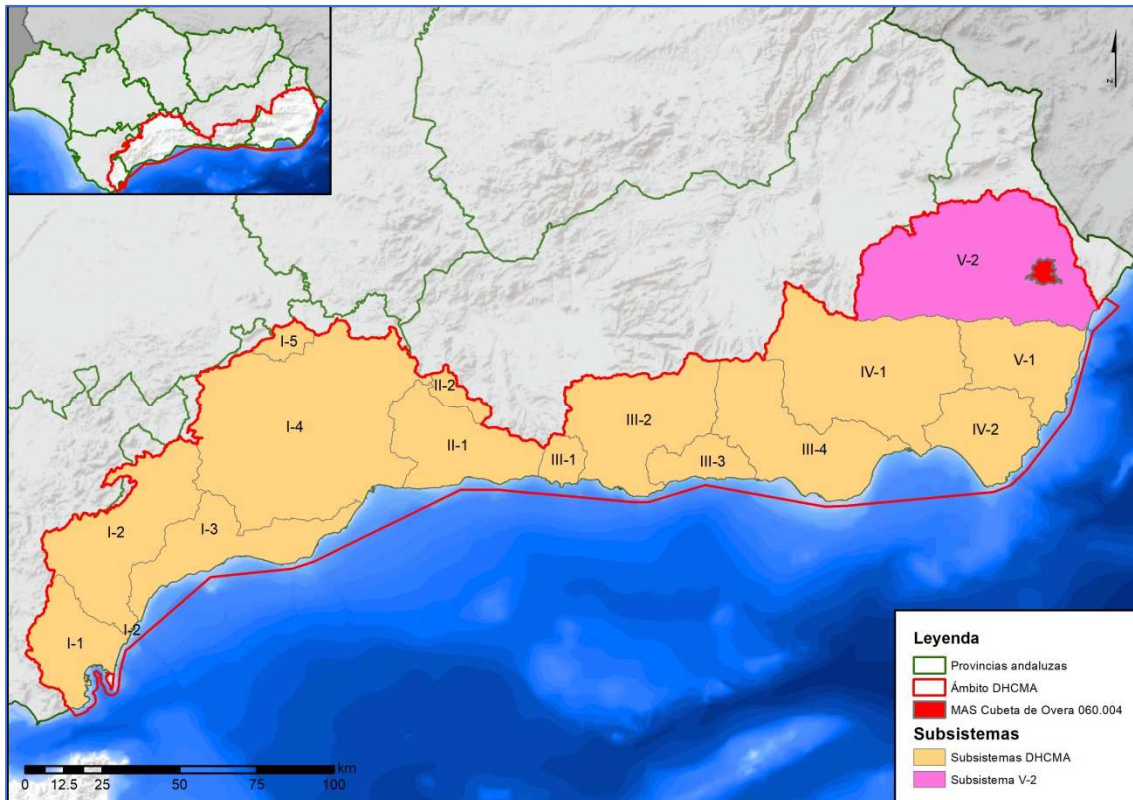 N
V-2
I-5
IV-1
V-1
II-2
I-4
III-2
II-1
IV-2
III-1
III-3
III-4
I-2
I-3
I-2
I-1
Leyenda
Provincias andaluzas
Ámbito DHCMA
MAS Cubeta de Overa 060.004
Subsistemas
Subsistemas DHCMA
Subsistema V-2
km
0 12.5 25 50 75 100